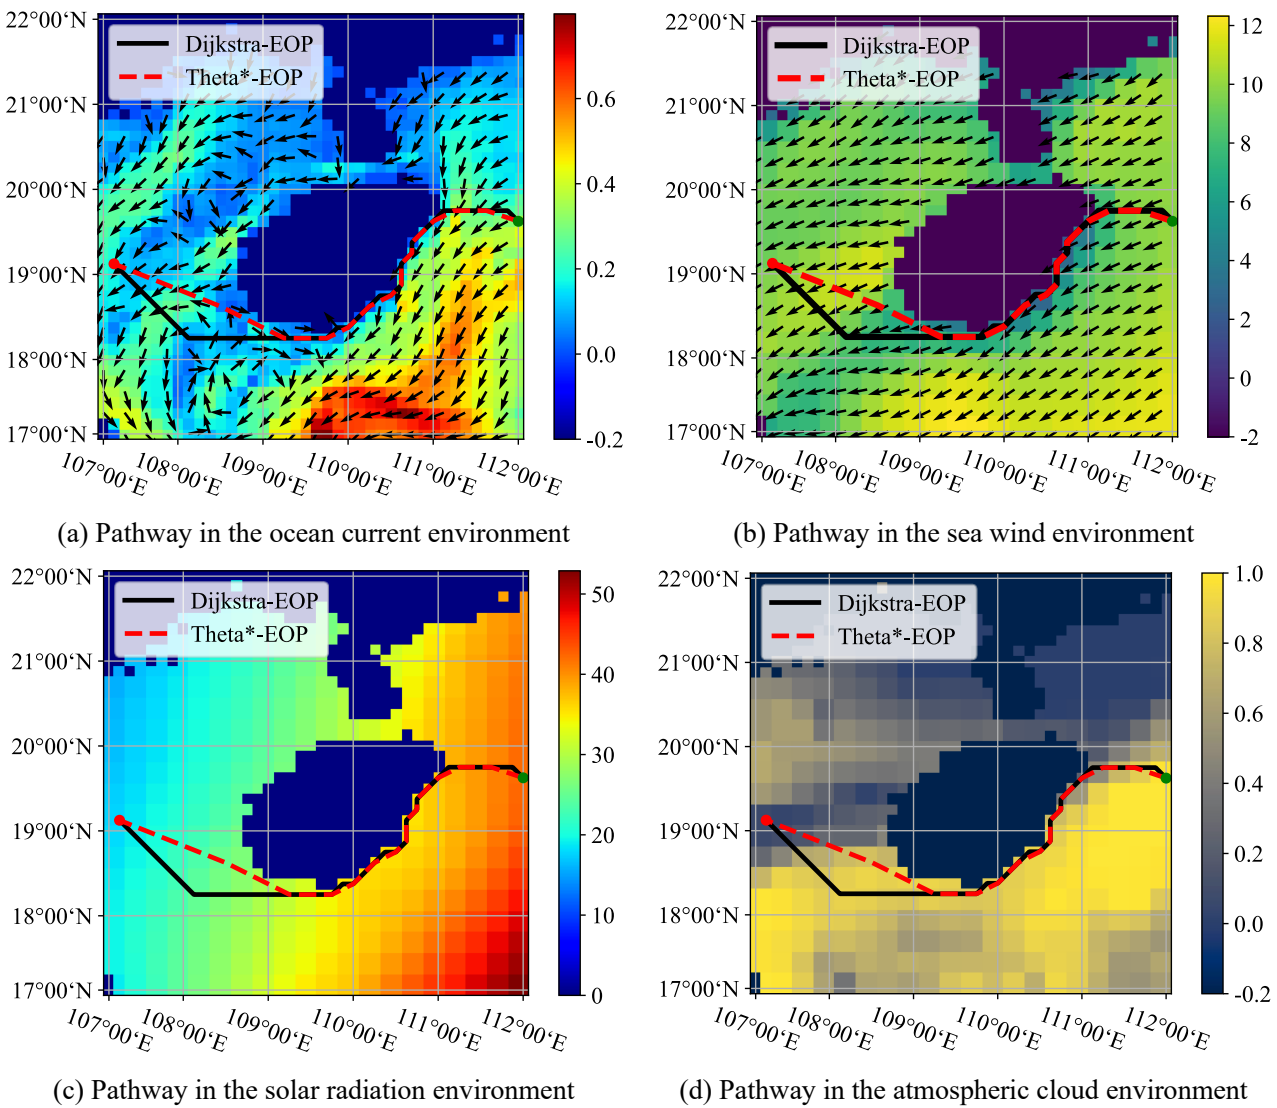 22°00‘N
21°00‘N
20°00‘N
19°00‘N
18°00‘N
17°00‘N
Dijkstra-EOP
Theta*-EOP
107°00‘E
108°00‘E
109°00‘E
110°00‘E
111°00‘E
112°00‘E
0.6
0.4
0.2
0.0
-0.2
(a) Pathway in the ocean current environment
22°00‘N
21°00‘N
20°00‘N
19°00‘N
18°00‘N
17°00‘N
Dijkstra-EOP
Theta*-EOP
107°00‘E
108°00‘E
109°00‘E
110°00‘E
111°00‘E
112°00‘E
12
10
8
6
4
2
0
-2
(b) Pathway in the sea wind environment
22°00‘N
21°00‘N
20°00‘N
19°00‘N
18°00‘N
17°00‘N
Dijkstra-EOP
Theta*-EOP
107°00‘E
108°00‘E
109°00‘E
110°00‘E
111°00‘E
112°00‘E
50
40
30
20
10
0
(c) Pathway in the solar radiation environment
22°00‘N
21°00‘N
20°00‘N
19°00‘N
18°00‘N
17°00‘N
Dijkstra-EOP
Theta*-EOP
107°00‘E
108°00‘E
109°00‘E
110°00‘E
111°00‘E
112°00‘E
1.0
0.8
0.6
0.4
0.2
0.0
-0.2
(d) Pathway in the atmospheric cloud environment